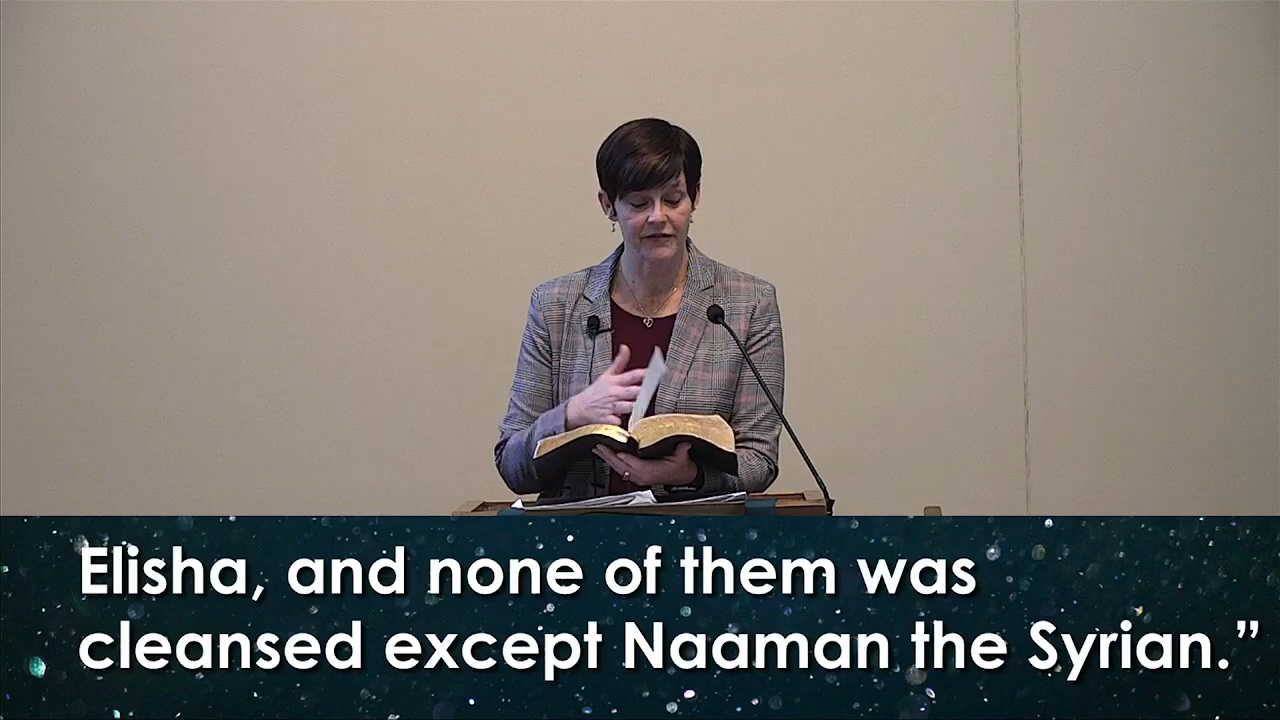 Elisha, and none of them was
cleansed except Naaman the Syrian.”